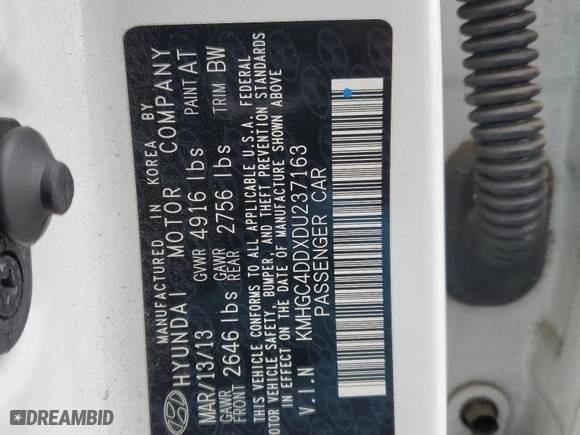 MANUFACTURED IN KOREA BY
HYUNDAI MOTOR COMPANY
MAR/13/13 GVWR 4916 lbs PAINT AT
GAWR FRONT 2646 lbs GAWR REAR 2756 lbs TRIM BW
THIS VEHICLE CONFORMS TO ALL APPLICABLE U.S.A. FEDERAL
MOTOR VEHICLE SAFETY, BUMPER, AND THEFT PREVENTION STANDARDS
IN EFFECT ON THE DATE OF MANUFACTURE SHOWN ABOVE
V.I.N KMHGC4DDXDU237163
PASSENGER CAR
DREAMBID